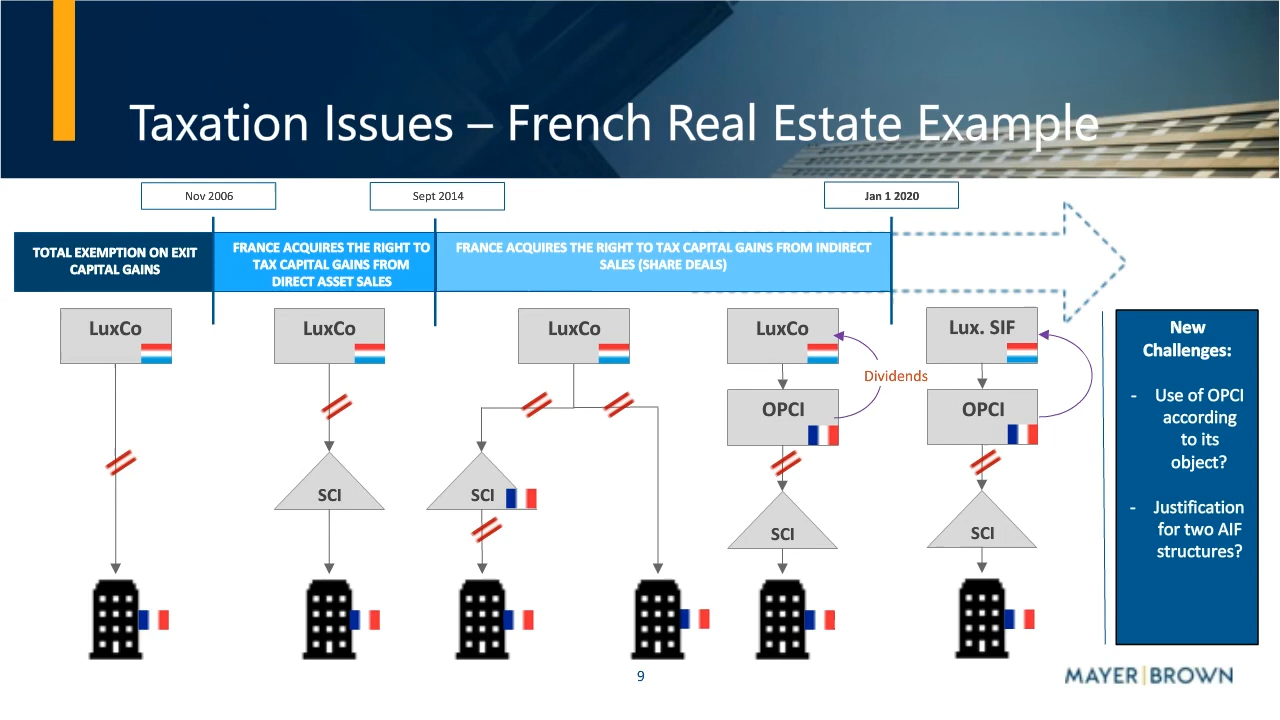 Taxation Issues – French Real Estate Example
Nov 2006
Sept 2014
Jan 1 2020
TOTAL EXEMPTION ON EXIT
CAPITAL GAINS
FRANCE ACQUIRES THE RIGHT TO
TAX CAPITAL GAINS FROM
DIRECT ASSET SALES
FRANCE ACQUIRES THE RIGHT TO TAX CAPITAL GAINS FROM INDIRECT
SALES (SHARE DEALS)
LuxCo
LuxCo
LuxCo
LuxCo
Lux. SIF
Dividends
OPCI
OPCI
SCI
SCI
SCI
SCI
New
Challenges:
- Use of OPCI
according
to its
object?
- Justification
for two AIF
structures?
9
MAYER|BROWN